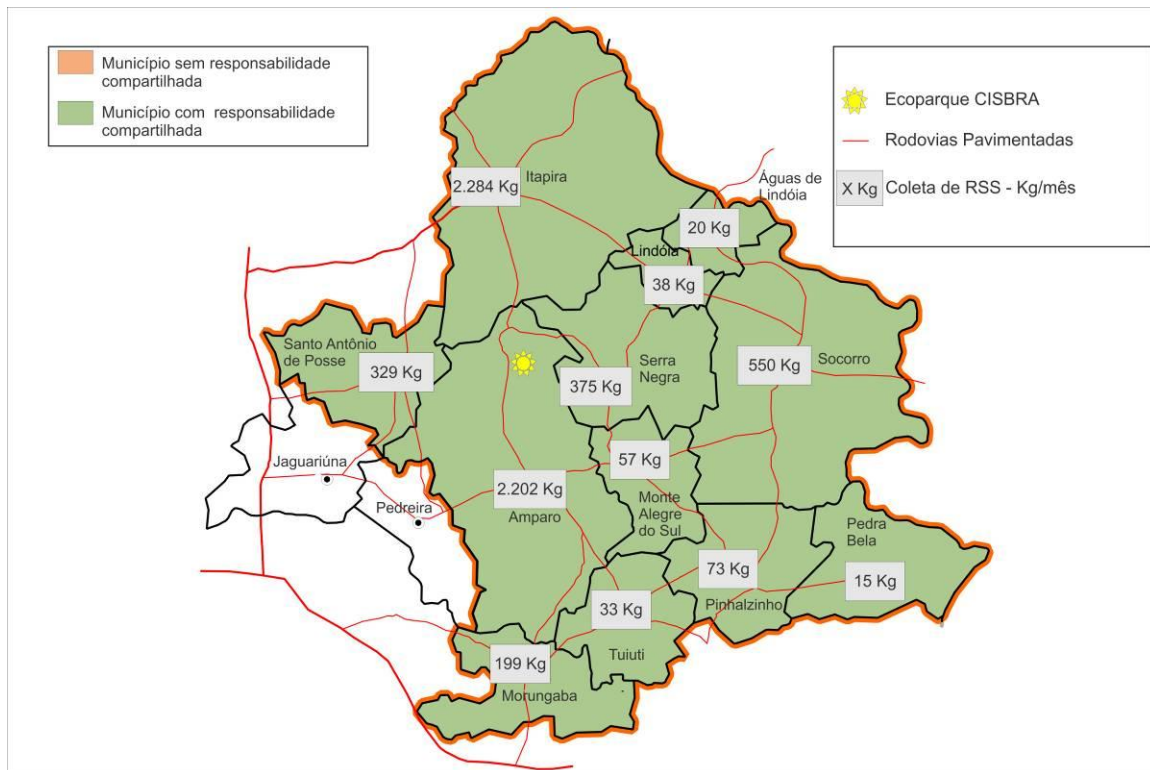 Município sem responsabilidade
compartilhada
Município com responsabilidade
compartilhada
Ecoparque CISBRA
Rodovias Pavimentadas
X Kg
Coleta de RSS - Kg/mês
Itapira
2.284 Kg
Águas de
Lindóia
20 Kg
Lindóia
38 Kg
Santo Antônio
de Posse
329 Kg
Serra
Negra
375 Kg
Socorro
550 Kg
Jaguariúna
Pedreira
57 Kg
Monte
Alegre
do Sul
2.202 Kg
Amparo
Pedra
Bela
15 Kg
73 Kg
Pinhalzinho
33 Kg
Tuiuti
199 Kg
Morungaba